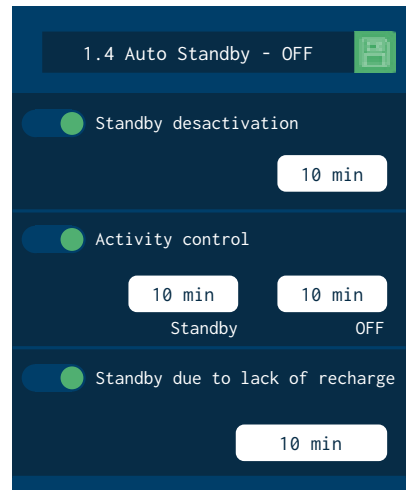 1.4 Auto Standby - OFF
Standby desactivation
10 min
Activity control
10 min 10 min
Standby OFF
Standby due to lack of recharge
10 min